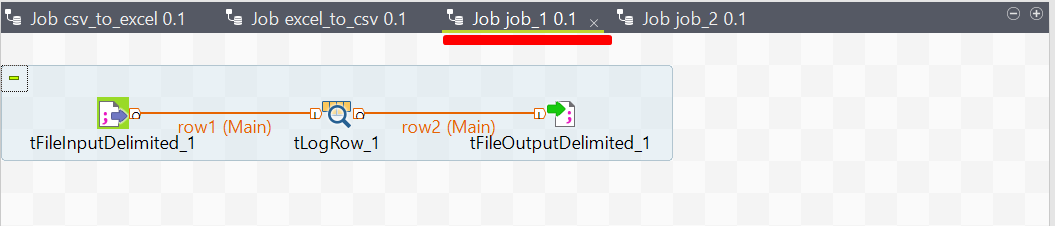 Job csv_to_excel 0.1 Job excel_to_csv 0.1 Job job_1 0.1 Job job_2 0.1
row1 (Main) row2 (Main)
tFileInputDelimited_1 tLogRow_1 tFileOutputDelimited_1